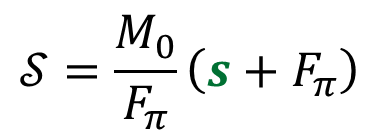 𝒮 = M₀/F_π (s + F_π)